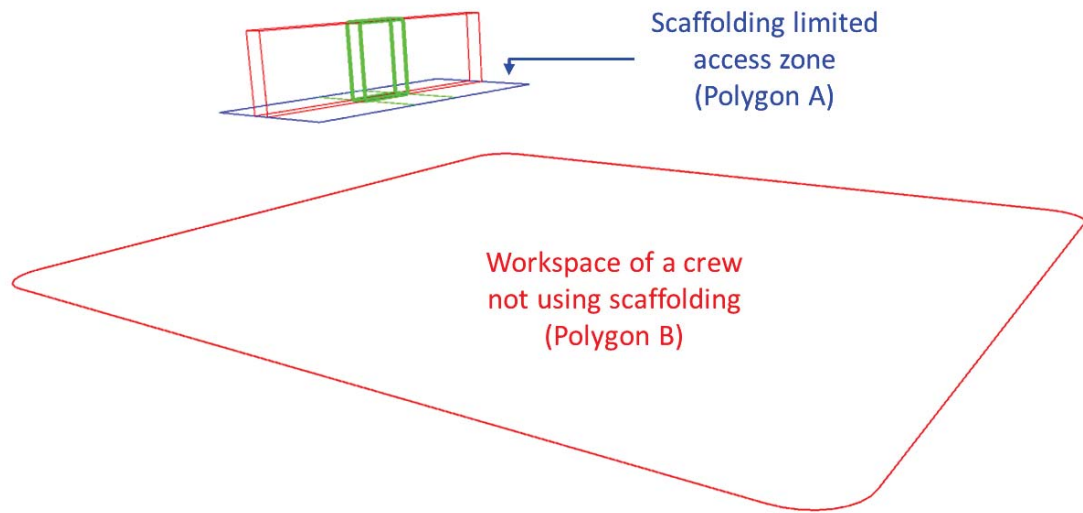 Scaffolding limited
access zone
(Polygon A)
Workspace of a crew
not using scaffolding
(Polygon B)